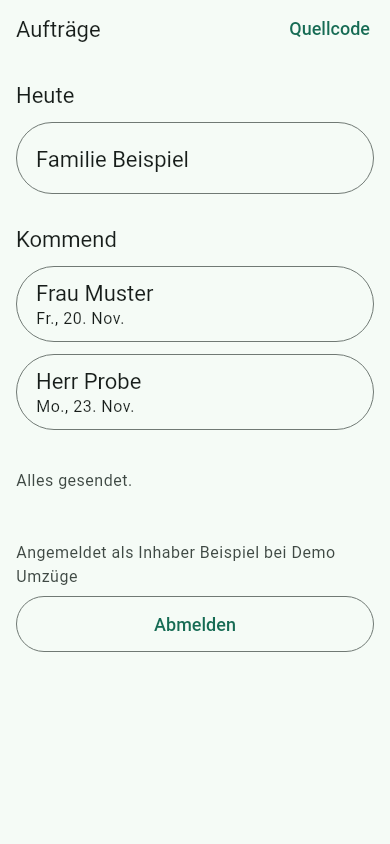 Aufträge
Quellcode
Heute
Familie Beispiel
Kommend
Frau Muster
Fr., 20. Nov.
Herr Probe
Mo., 23. Nov.
Alles gesendet.
Angemeldet als Inhaber Beispiel bei Demo
Umzüge
Abmelden